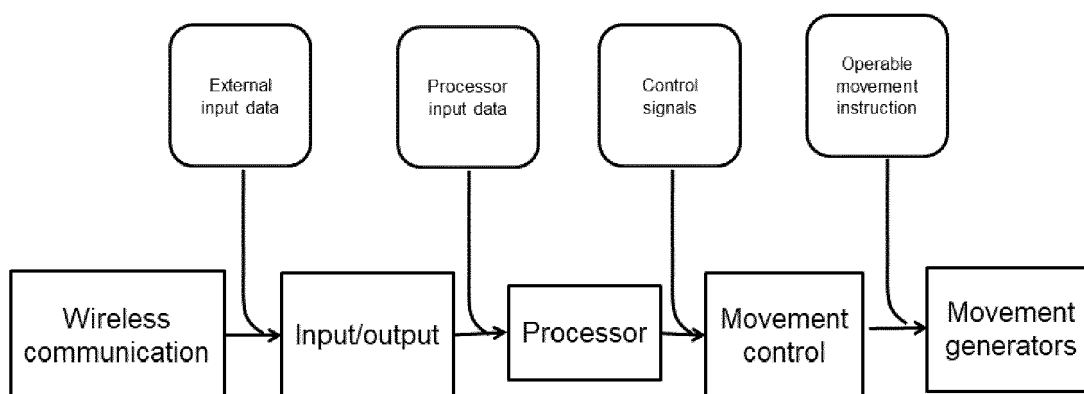 External
input data
Processor
input data
Control
signals
Operable
movement
instruction
Wireless
communication
Input/output
Processor
Movement
control
Movement
generators